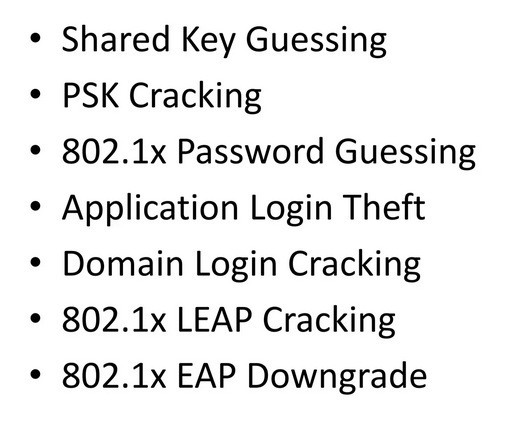 • Shared Key Guessing
• PSK Cracking
• 802.1x Password Guessing
• Application Login Theft
• Domain Login Cracking
• 802.1x LEAP Cracking
• 802.1x EAP Downgrade